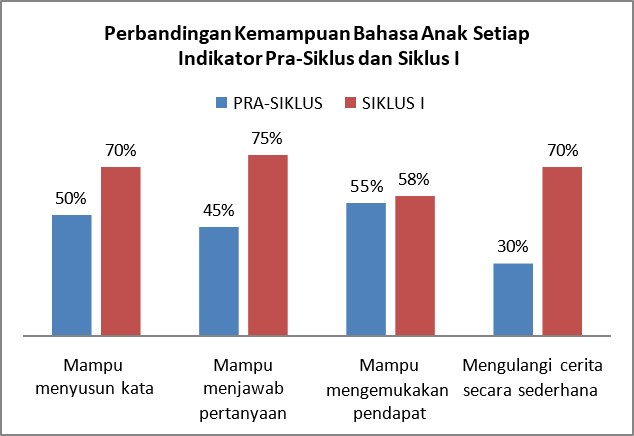 Perbandingan Kemampuan Bahasa Anak Setiap
Indikator Pra-Siklus dan Siklus I
PRA-SIKLUS SIKLUS I
50% 70% 45% 75% 55% 58% 30% 70%
Mampu menyusun kata
Mampu menjawab pertanyaan
Mampu mengemukakan pendapat
Mengulangi cerita secara sederhana